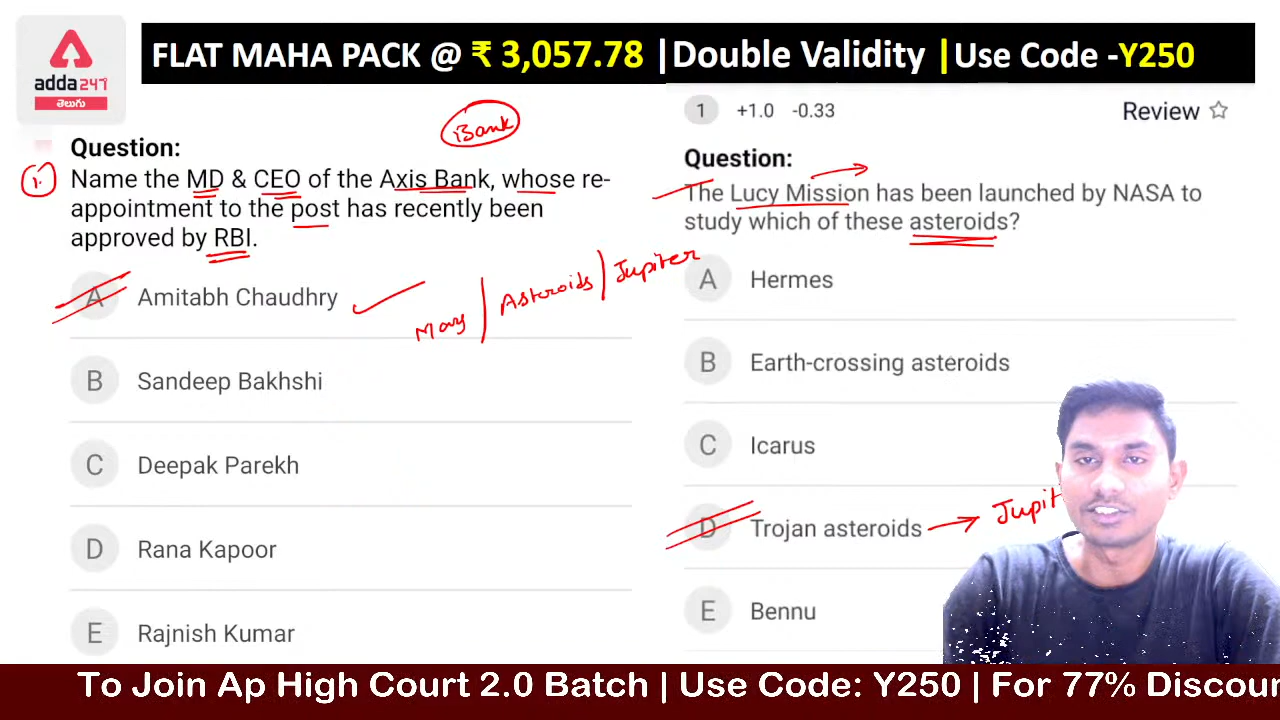 FLAT MAHA PACK @ ₹ 3,057.78 |Double Validity |Use Code -Y250
adda247
తెలుగు
Bank
Question:
1.
Name the MD & CEO of the Axis Bank, whose re-
appointment to the post has recently been
approved by RBI.
A Amitabh Chaudhry
Mars | Asteroids | Jupiter
B Sandeep Bakhshi
C Deepak Parekh
D Rana Kapoor
E Rajnish Kumar
1 +1.0 -0.33 Review
Question:
The Lucy Mission has been launched by NASA to
study which of these asteroids?
A Hermes
B Earth-crossing asteroids
C Icarus
D Trojan asteroids → Jupit
E Bennu
To Join Ap High Court 2.0 Batch | Use Code: Y250 | For 77% Discoun